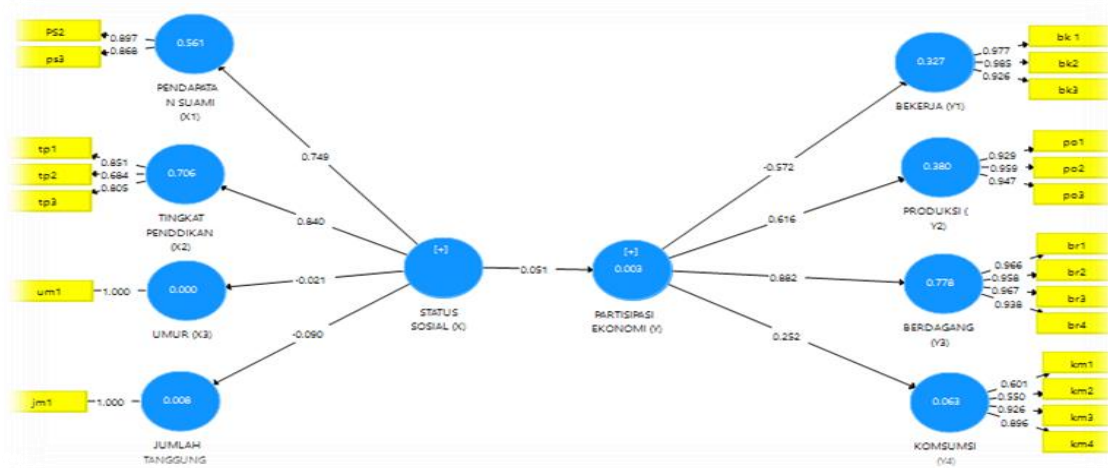 PS2
0.897
ps3
0.868
0.561
PENDAPATA
N SUAMI
(X1)
0.749
tp1
0.851
tp2
0.684
tp3
0.805
0.706
TINGKAT
PENDDIKAN
(X2)
0.840
um1
1.000
0.000
UMUR (X3)
-0.021
jm1
1.000
0.008
JUMLAH
TANGGUNG
-0.090
[+]
STATUS
SOSIAL (X)
0.051
[+]
0.003
PARTISIPASI
EKONOMI (Y)
-0.572
0.327
BEKERJA (Y1)
0.977
bk 1
0.985
bk2
0.926
bk3
0.616
0.380
PRODUKSI (
Y2)
0.929
po1
0.959
po2
0.947
po3
0.882
0.778
BERDAGANG
(Y3)
0.966
br1
0.958
br2
0.967
br3
0.938
br4
0.252
0.063
KOMSUMSI
(Y4)
0.601
km1
0.550
km2
0.926
km3
0.896
km4